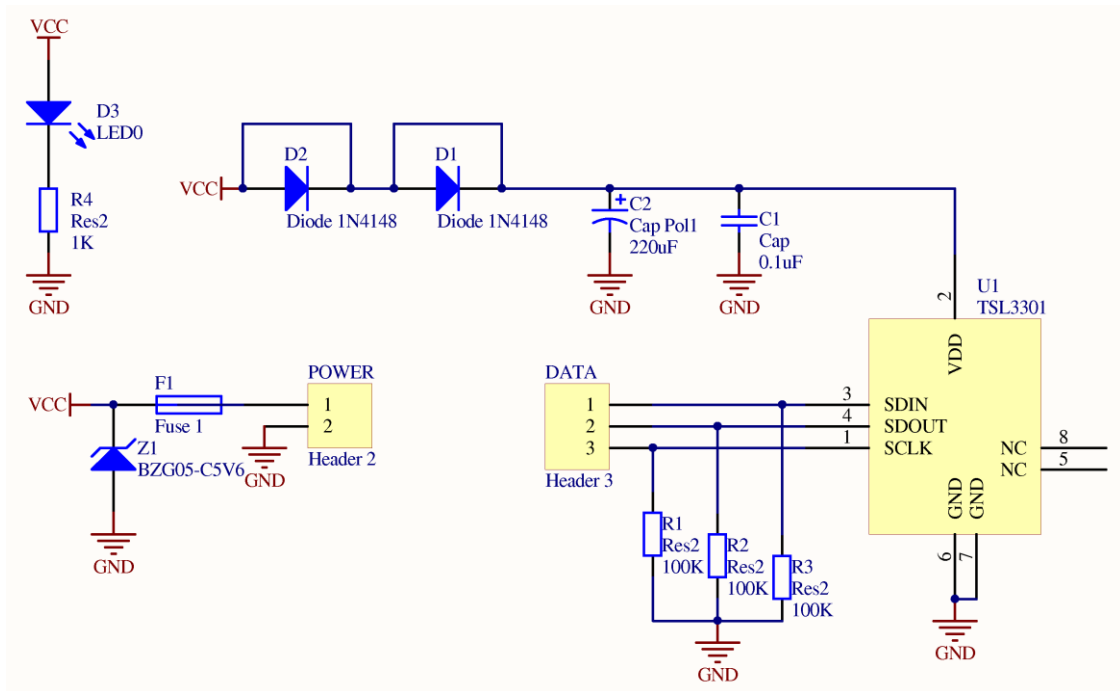 VCC
D3
LED0
R4
Res2
1K
GND
VCC
D2
Diode 1N4148
D1
Diode 1N4148
C2
Cap Pol1
220uF
GND
C1
Cap
0.1uF
GND
U1
TSL3301
2
VDD
3
SDIN
4
SDOUT
1
SCLK
NC
8
NC
5
GND
GND
6
7
GND
VCC
F1
Fuse 1
Z1
BZG05-C5V6
GND
POWER
1
2
Header 2
GND
DATA
1
2
3
Header 3
R1
Res2
100K
R2
Res2
100K
R3
Res2
100K
GND